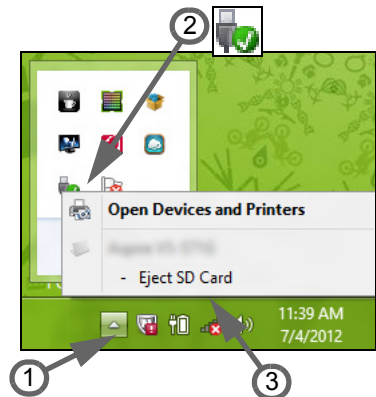 2
Open Devices and Printers
- Eject SD Card
11:39 AM
7/4/2012
1
3